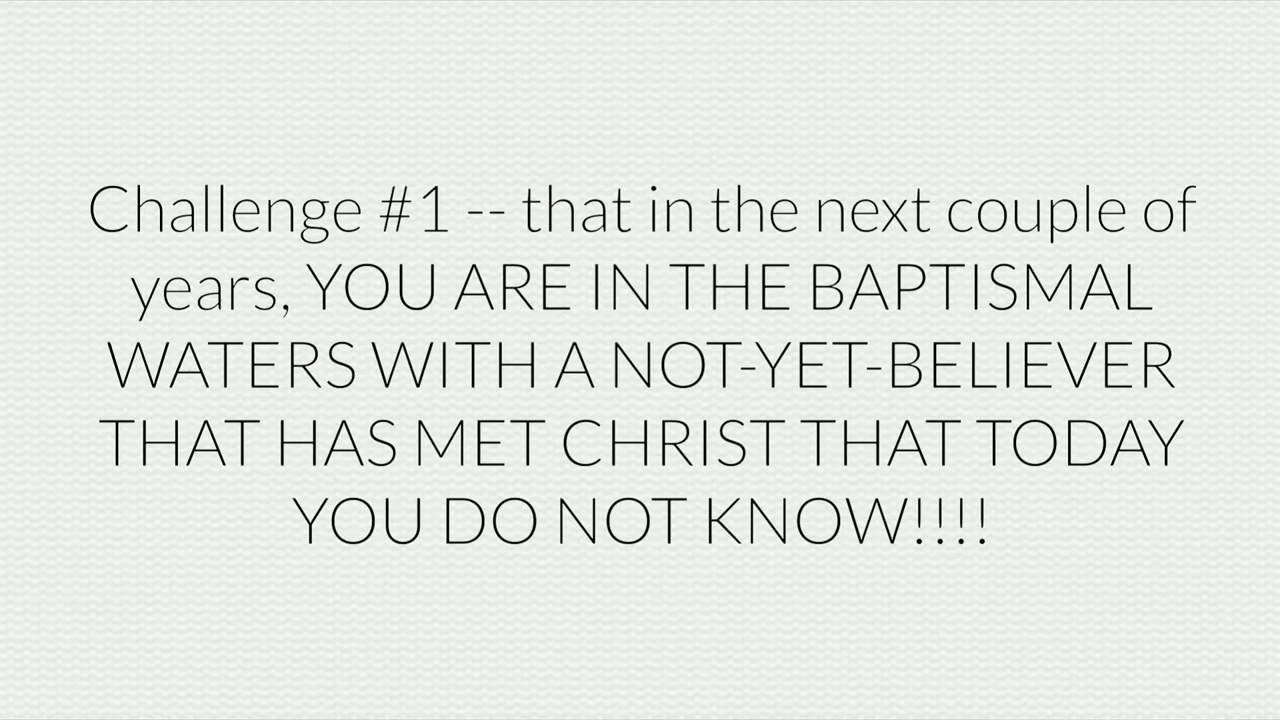 Challenge #1 -- that in the next couple of
years, YOU ARE IN THE BAPTISMAL
WATERS WITH A NOT-YET-BELIEVER
THAT HAS MET CHRIST THAT TODAY
YOU DO NOT KNOW!!!!